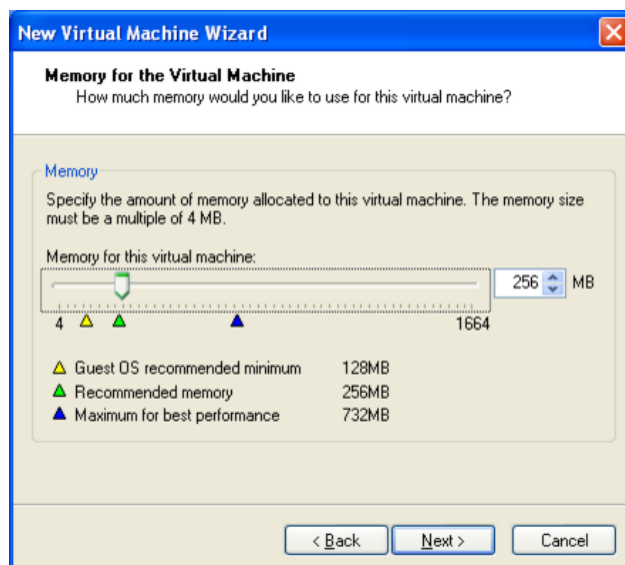 New Virtual Machine Wizard
Memory for the Virtual Machine
How much memory would you like to use for this virtual machine?
Memory
Specify the amount of memory allocated to this virtual machine. The memory size
must be a multiple of 4 MB.
Memory for this virtual machine:
256 MB
4 1664
Guest OS recommended minimum 128MB
Recommended memory 256MB
Maximum for best performance 732MB
< Back Next > Cancel